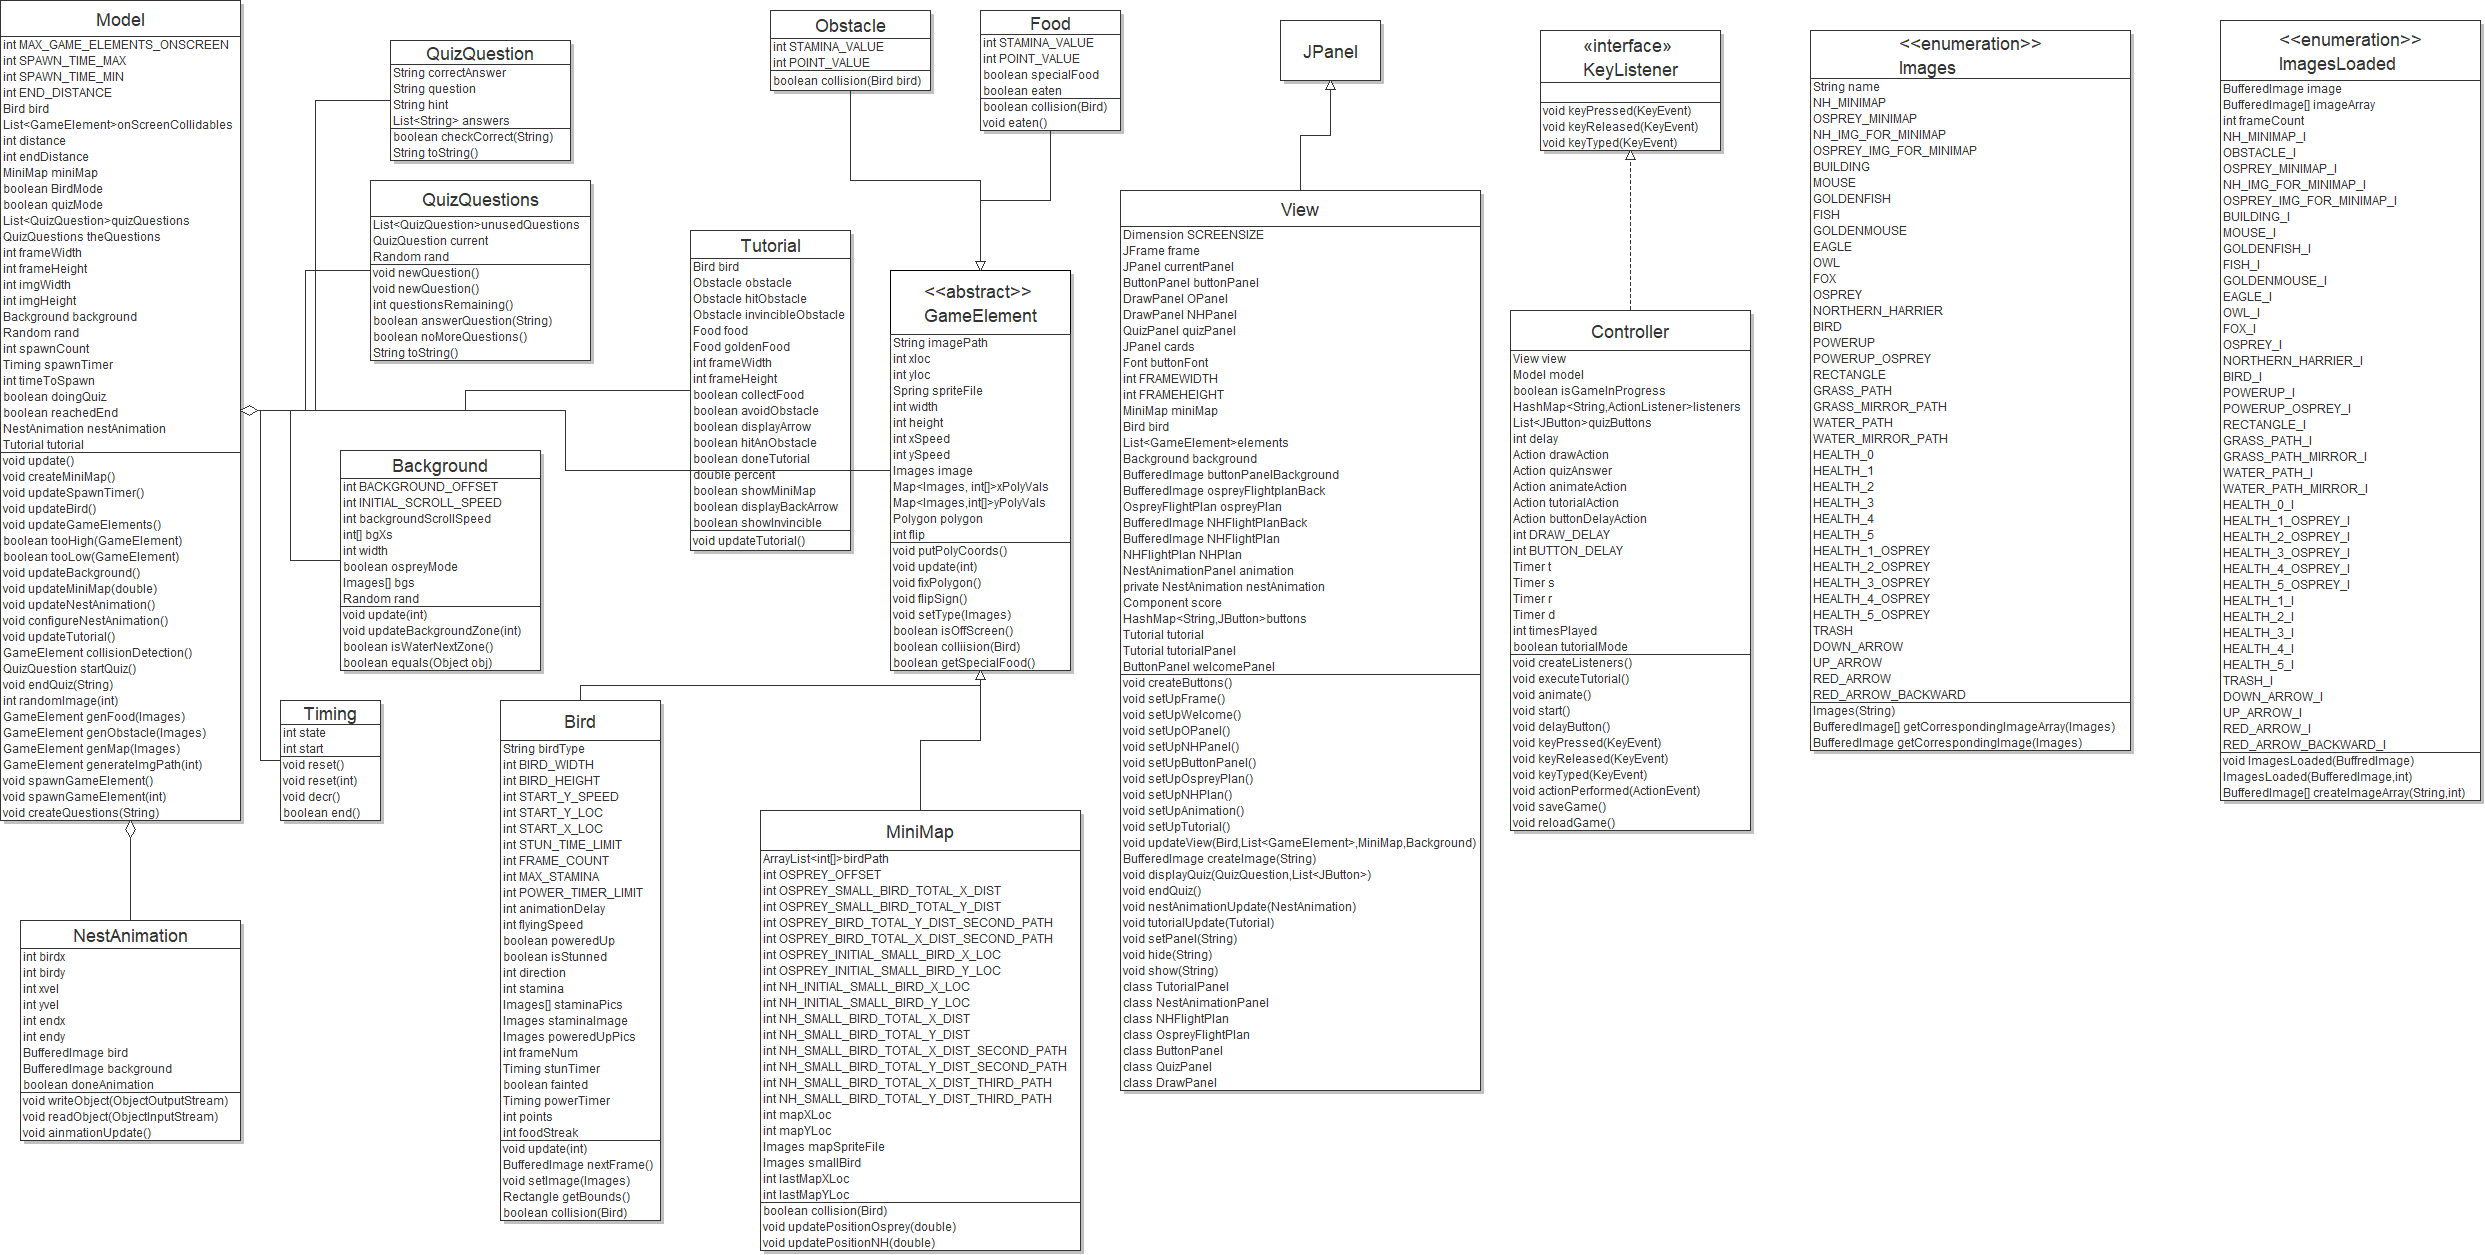 Model
int MAX_GAME_ELEMENTS_ONSCREEN
int SPAWN_TIME_MAX
int SPAWN_TIME_MIN
int END_DISTANCE
Bird bird
List<GameElement>onScreenCollidables
int distance
int endDistance
MiniMap miniMap
boolean BirdMode
boolean quizMode
List<QuizQuestion>quizQuestions
QuizQuestions theQuestions
int frameWidth
int frameHeight
int imgWidth
int imgHeight
Background background
Random rand
int spawnCount
Timing spawnTimer
int timeToSpawn
boolean doingQuiz
boolean reachedEnd
NestAnimation nestAnimation
Tutorial tutorial
void update()
void createMiniMap()
void updateSpawnTimer()
void updateBird()
void updateGameElements()
boolean tooHigh(GameElement)
boolean tooLow(GameElement)
void updateBackground()
void updateMiniMap(double)
void updateNestAnimation()
void configureNestAnimation()
void updateTutorial()
GameElement collisionDetection()
QuizQuestion startQuiz()
void endQuiz(String)
int randomImage(int)
GameElement genFood(Images)
GameElement genObstacle(Images)
GameElement genMap(Images)
GameElement generateImgPath(int)
void spawnGameElement()
void spawnGameElement(int)
void createQuestions(String)
NestAnimation
int birdx
int birdy
int xvel
int yvel
int endx
int endy
BufferedImage bird
BufferedImage background
boolean doneAnimation
void writeObject(ObjectOutputStream)
void readObject(ObjectInputStream)
void ainmationUpdate()
QuizQuestion
String correctAnswer
String question
String hint
List<String> answers
boolean checkCorrect(String)
String toString()
QuizQuestions
List<QuizQuestion>unusedQuestions
QuizQuestion current
Random rand
void newQuestion()
void newQuestion()
int questionsRemaining()
boolean answerQuestion(String)
boolean noMoreQuestions()
String toString()
Background
int BACKGROUND_OFFSET
int INITIAL_SCROLL_SPEED
int backgroundScrollSpeed
int[] bgXs
int width
boolean ospreyMode
Images[] bgs
Random rand
void update(int)
void updateBackgroundZone(int)
boolean isWaterNextZone()
boolean equals(Object obj)
Timing
int state
int start
void reset()
void reset(int)
void decr()
boolean end()
Obstacle
int STAMINA_VALUE
int POINT_VALUE
boolean collision(Bird bird)
Food
int STAMINA_VALUE
int POINT_VALUE
boolean specialFood
boolean eaten
boolean collision(Bird)
void eaten()
Tutorial
Bird bird
Obstacle obstacle
Obstacle hitObstacle
Obstacle invincibleObstacle
Food food
Food goldenFood
int frameWidth
int frameHeight
boolean collectFood
boolean avoidObstacle
boolean displayArrow
boolean hitAnObstacle
boolean doneTutorial
double percent
boolean showMiniMap
boolean displayBackArrow
boolean showInvincible
void updateTutorial()
<<abstract>>
GameElement
String imagePath
int xloc
int yloc
Spring spriteFile
int width
int height
int xSpeed
int ySpeed
Images image
Map<Images, int[]>xPolyVals
Map<Images,int[]>yPolyVals
Polygon polygon
int flip
void putPolyCoords()
void update(int)
void fixPolygon()
void flipSign()
void setType(Images)
boolean isOffScreen()
boolean colliision(Bird)
boolean getSpecialFood()
Bird
String birdType
int BIRD_WIDTH
int BIRD_HEIGHT
int START_Y_SPEED
int START_Y_LOC
int START_X_LOC
int STUN_TIME_LIMIT
int FRAME_COUNT
int MAX_STAMINA
int POWER_TIMER_LIMIT
int animationDelay
int flyingSpeed
boolean poweredUp
boolean isStunned
int direction
int stamina
Images[] staminaPics
Images staminaImage
Images poweredUpPics
int frameNum
Timing stunTimer
boolean fainted
Timing powerTimer
int points
int foodStreak
void update(int)
BufferedImage nextFrame()
void setImage(Images)
Rectangle getBounds()
boolean collision(Bird)
MiniMap
ArrayList<int[]>birdPath
int OSPREY_OFFSET
int OSPREY_SMALL_BIRD_TOTAL_X_DIST
int OSPREY_SMALL_BIRD_TOTAL_Y_DIST
int OSPREY_BIRD_TOTAL_Y_DIST_SECOND_PATH
int OSPREY_BIRD_TOTAL_X_DIST_SECOND_PATH
int OSPREY_INITIAL_SMALL_BIRD_X_LOC
int OSPREY_INITIAL_SMALL_BIRD_Y_LOC
int NH_INITIAL_SMALL_BIRD_X_LOC
int NH_INITIAL_SMALL_BIRD_Y_LOC
int NH_SMALL_BIRD_TOTAL_X_DIST
int NH_SMALL_BIRD_TOTAL_Y_DIST
int NH_SMALL_BIRD_TOTAL_X_DIST_SECOND_PATH
int NH_SMALL_BIRD_TOTAL_Y_DIST_SECOND_PATH
int NH_SMALL_BIRD_TOTAL_X_DIST_THIRD_PATH
int NH_SMALL_BIRD_TOTAL_Y_DIST_THIRD_PATH
int mapXLoc
int mapYLoc
Images mapSpriteFile
Images smallBird
int lastMapXLoc
int lastMapYLoc
boolean collision(Bird)
void updatePositionOsprey(double)
void updatePositionNH(double)
JPanel
View
Dimension SCREENSIZE
JFrame frame
JPanel currentPanel
ButtonPanel buttonPanel
DrawPanel OPanel
DrawPanel NHPanel
QuizPanel quizPanel
JPanel cards
Font buttonFont
int FRAMEWIDTH
int FRAMEHEIGHT
MiniMap miniMap
Bird bird
List<GameElement>elements
Background background
BufferedImage buttonPanelBackground
BufferedImage ospreyFlightplanBack
OspreyFlightPlan ospreyPlan
BufferedImage NHFlightPlanBack
BufferedImage NHFlightPlan
NHFlightPlan NHPlan
NestAnimationPanel animation
private NestAnimation nestAnimation
Component score
HashMap<String,JButton>buttons
Tutorial tutorial
Tutorial tutorialPanel
ButtonPanel welcomePanel
void createButtons()
void setUpFrame()
void setUpWelcome()
void setUpOPanel()
void setUpNHPanel()
void setUpButtonPanel()
void setUpOspreyPlan()
void setUpNHPlan()
void setUpAnimation()
void setUpTutorial()
void updateView(Bird,List<GameElement>,MiniMap,Background)
BufferedImage createImage(String)
void displayQuiz(QuizQuestion,List<JButton>)
void endQuiz()
void nestAnimationUpdate(NestAnimation)
void tutorialUpdate(Tutorial)
void setPanel(String)
void hide(String)
void show(String)
class TutorialPanel
class NestAnimationPanel
class NHFlightPlan
class OspreyFlightPlan
class ButtonPanel
class QuizPanel
class DrawPanel
«interface»
KeyListener
void keyPressed(KeyEvent)
void keyReleased(KeyEvent)
void keyTyped(KeyEvent)
Controller
View view
Model model
boolean isGameInProgress
HashMap<String,ActionListener>listeners
List<JButton>quizButtons
int delay
Action drawAction
Action quizAnswer
Action animateAction
Action tutorialAction
Action buttonDelayAction
int DRAW_DELAY
int BUTTON_DELAY
Timer t
Timer s
Timer r
Timer d
int timesPlayed
boolean tutorialMode
void createListeners()
void executeTutorial()
void animate()
void start()
void delayButton()
void keyPressed(KeyEvent)
void keyReleased(KeyEvent)
void keyTyped(KeyEvent)
void actionPerformed(ActionEvent)
void saveGame()
void reloadGame()
<<enumeration>>
Images
String name
NH_MINIMAP
OSPREY_MINIMAP
NH_IMG_FOR_MINIMAP
OSPREY_IMG_FOR_MINIMAP
BUILDING
MOUSE
GOLDENFISH
FISH
GOLDENMOUSE
EAGLE
OWL
FOX
OSPREY
NORTHERN_HARRIER
BIRD
POWERUP
POWERUP_OSPREY
RECTANGLE
GRASS_PATH
GRASS_MIRROR_PATH
WATER_PATH
WATER_MIRROR_PATH
HEALTH_0
HEALTH_1
HEALTH_2
HEALTH_3
HEALTH_4
HEALTH_5
HEALTH_1_OSPREY
HEALTH_2_OSPREY
HEALTH_3_OSPREY
HEALTH_4_OSPREY
HEALTH_5_OSPREY
TRASH
DOWN_ARROW
UP_ARROW
RED_ARROW
RED_ARROW_BACKWARD
Images(String)
BufferedImage[] getCorrespondingImageArray(Images)
BufferedImage getCorrespondingImage(Images)
<<enumeration>>
ImagesLoaded
BufferedImage image
BufferedImage[] imageArray
int frameCount
NH_MINIMAP_I
OBSTACLE_I
OSPREY_MINIMAP_I
NH_IMG_FOR_MINIMAP_I
OSPREY_IMG_FOR_MINIMAP_I
BUILDING_I
MOUSE_I
GOLDENFISH_I
FISH_I
GOLDENMOUSE_I
EAGLE_I
OWL_I
FOX_I
OSPREY_I
NORTHERN_HARRIER_I
BIRD_I
POWERUP_I
POWERUP_OSPREY_I
RECTANGLE_I
GRASS_PATH_I
GRASS_PATH_MIRROR_I
WATER_PATH_I
WATER_PATH_MIRROR_I
HEALTH_0_I
HEALTH_1_OSPREY_I
HEALTH_2_OSPREY_I
HEALTH_3_OSPREY_I
HEALTH_4_OSPREY_I
HEALTH_5_OSPREY_I
HEALTH_1_I
HEALTH_2_I
HEALTH_3_I
HEALTH_4_I
HEALTH_5_I
TRASH_I
DOWN_ARROW_I
UP_ARROW_I
RED_ARROW_I
RED_ARROW_BACKWARD_I
void ImagesLoaded(BuffredImage)
ImagesLoaded(BufferedImage,int)
BufferedImage[] createImageArray(String,int)